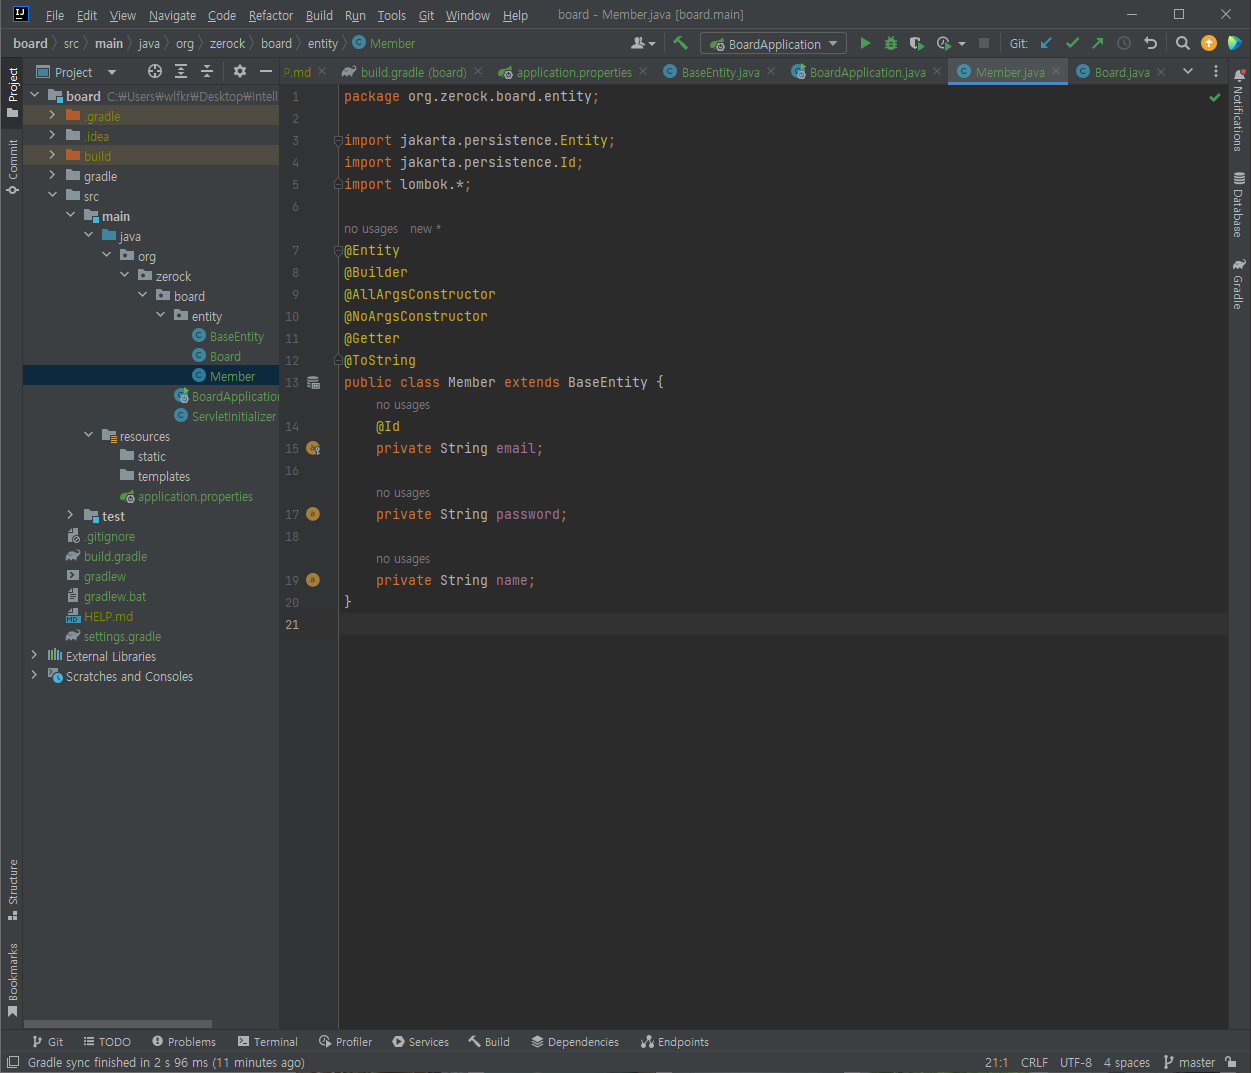 File Edit View Navigate Code Refactor Build Run Tools Git Window Help board - Member.java [board.main]
board src main java org zerock board entity Member BoardApplication Git:
Project P.md build.gradle (board) application.properties BaseEntity.java BoardApplication.java Member.java Board.java
Project
Commit
Structure
Bookmarks
board C:₩Users₩wlfkr₩Desktop₩Intell
.gradle
.idea
build
gradle
src
main
java
org
zerock
board
entity
BaseEntity
Board
Member
BoardApplication
ServletInitializer
resources
static
templates
application.properties
test
.gitignore
build.gradle
gradlew
gradlew.bat
HELP.md
settings.gradle
External Libraries
Scratches and Consoles
1 package org.zerock.board.entity;
2
3 import jakarta.persistence.Entity;
4 import jakarta.persistence.Id;
5 import lombok.*;
6
no usages new *
7 @Entity
8 @Builder
9 @AllArgsConstructor
10 @NoArgsConstructor
11 @Getter
12 @ToString
13 public class Member extends BaseEntity {
no usages
14 @Id
15 private String email;
16
no usages
17 private String password;
18
no usages
19 private String name;
20 }
21
Notifications
Database
Gradle
Git TODO Problems Terminal Profiler Services Build Dependencies Endpoints
Gradle sync finished in 2 s 96 ms (11 minutes ago) 21:1 CRLF UTF-8 4 spaces master